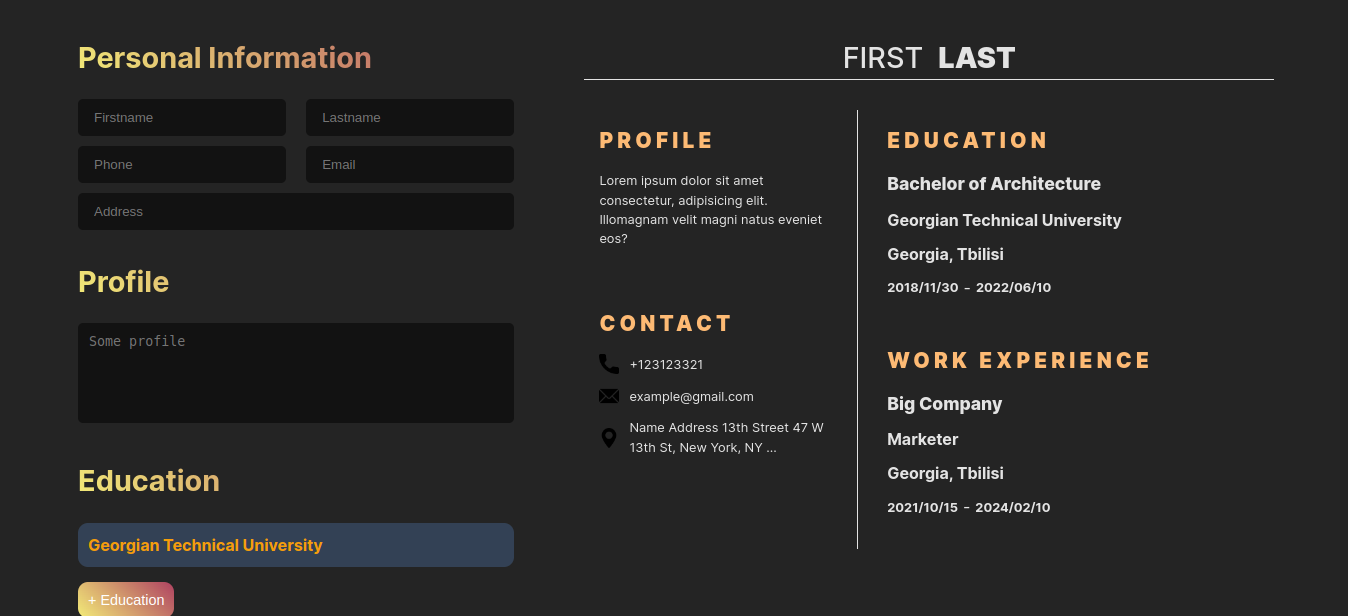 Personal Information
Firstname
Lastname
Phone
Email
Address
Profile
Some profile
Education
Georgian Technical University
+ Education
FIRST LAST
PROFILE
Lorem ipsum dolor sit amet
consectetur, adipisicing elit.
Illomagnam velit magni natus eveniet
eos?
CONTACT
+123123321
example@gmail.com
Name Address 13th Street 47 W
13th St, New York, NY ...
EDUCATION
Bachelor of Architecture
Georgian Technical University
Georgia, Tbilisi
2018/11/30 - 2022/06/10
WORK EXPERIENCE
Big Company
Marketer
Georgia, Tbilisi
2021/10/15 - 2024/02/10